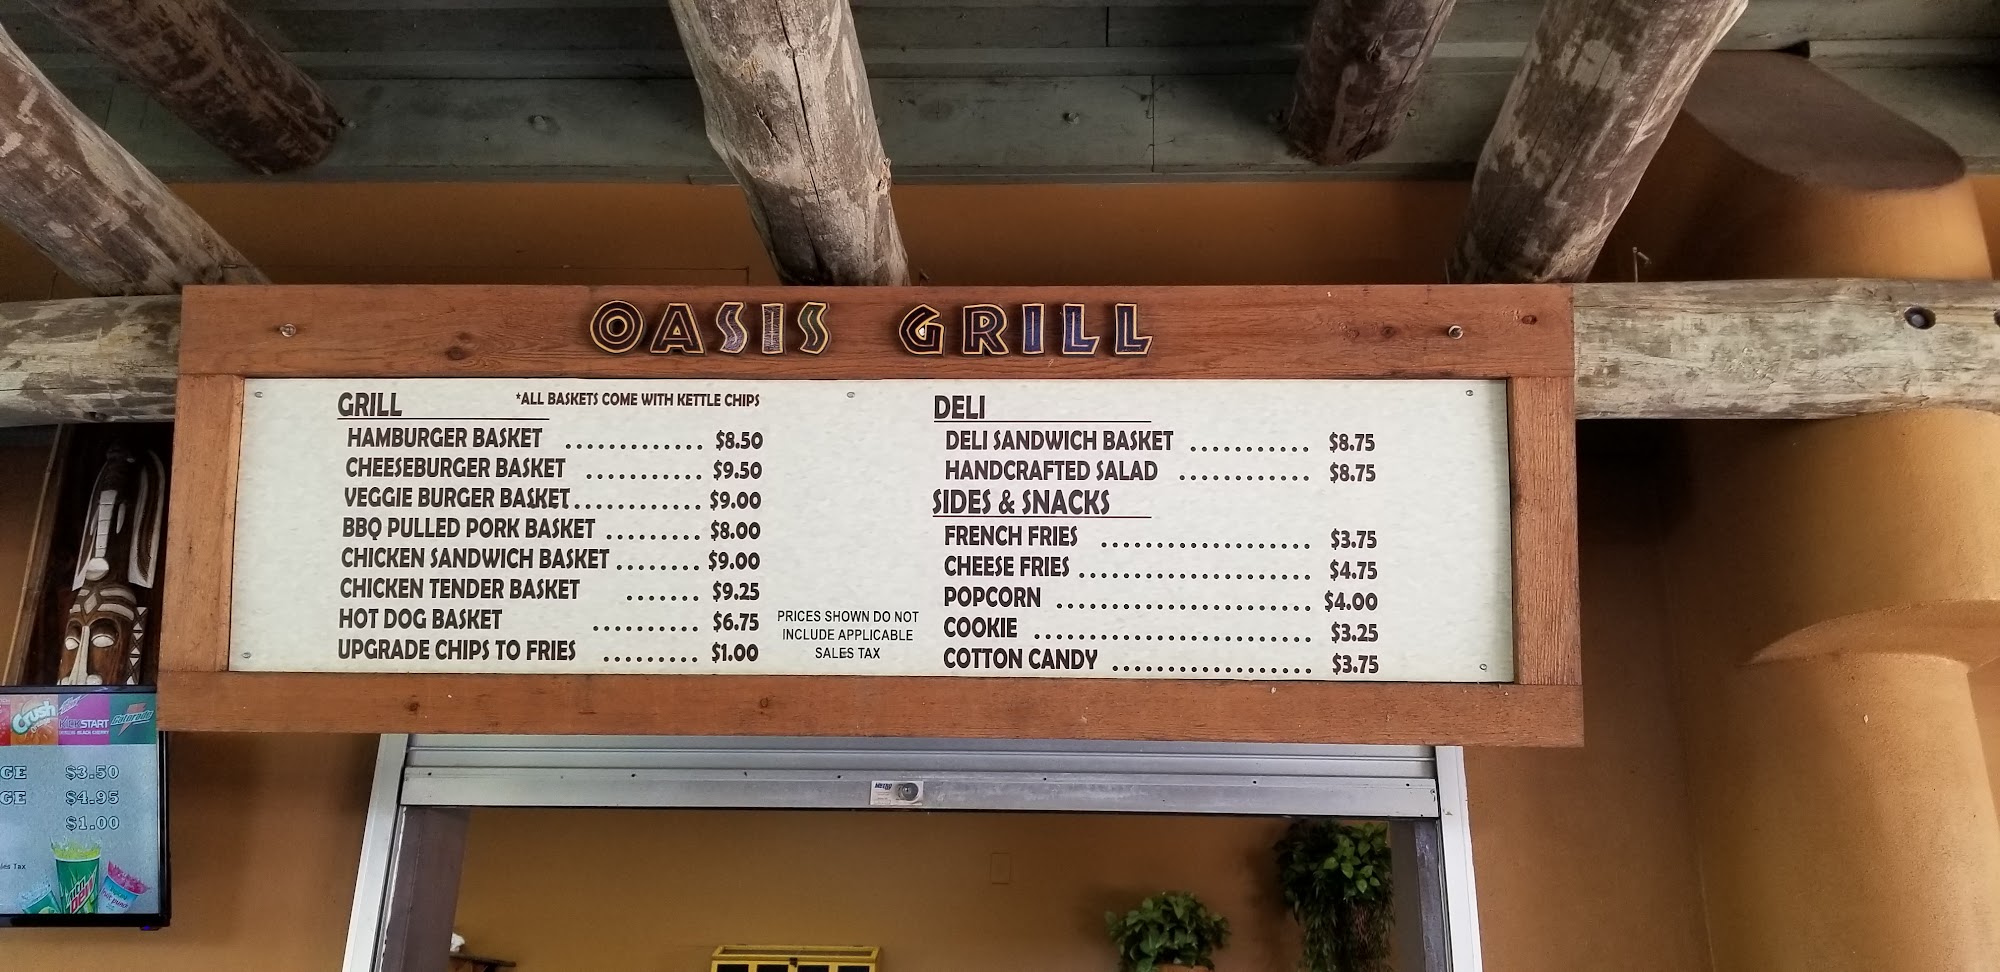 OASIS GRILL
GRILL
*ALL BASKETS COME WITH KETTLE CHIPS
HAMBURGER BASKET ............. $8.50
CHEESEBURGER BASKET ........... $9.50
VEGGIE BURGER BASKET ............ $9.00
BBQ PULLED PORK BASKET ......... $8.00
CHICKEN SANDWICH BASKET ........ $9.00
CHICKEN TENDER BASKET ....... $9.25
HOT DOG BASKET .......... $6.75
UPGRADE CHIPS TO FRIES ......... $1.00
PRICES SHOWN DO NOT
INCLUDE APPLICABLE
SALES TAX
DELI
DELI SANDWICH BASKET ............ $8.75
HANDCRAFTED SALAD ............ $8.75
SIDES & SNACKS
FRENCH FRIES .................... $3.75
CHEESE FRIES ...................... $4.75
POPCORN ........................ $4.00
COOKIE .......................... $3.25
COTTON CANDY ................... $3.75
Crush
KICKSTART
Gatorade
$3.50
$4.95
$1.00
Tax
DEW